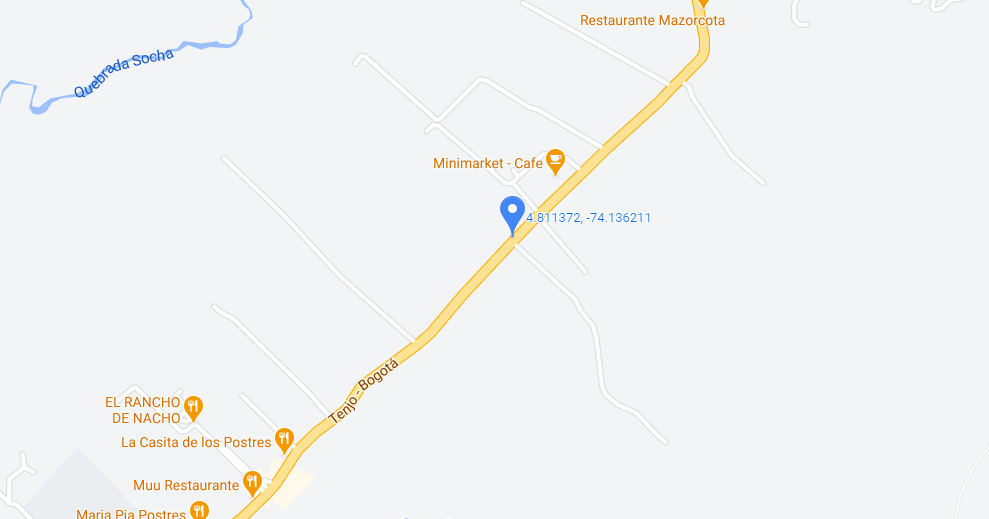 Restaurante Mazorcota
Quebrada Socha
Minimarket - Cafe
4.811372, -74.136211
Tenjo - Bogotá
EL RANCHO
DE NACHO
La Casita de los Postres
Muu Restaurante
Maria Pia Postres